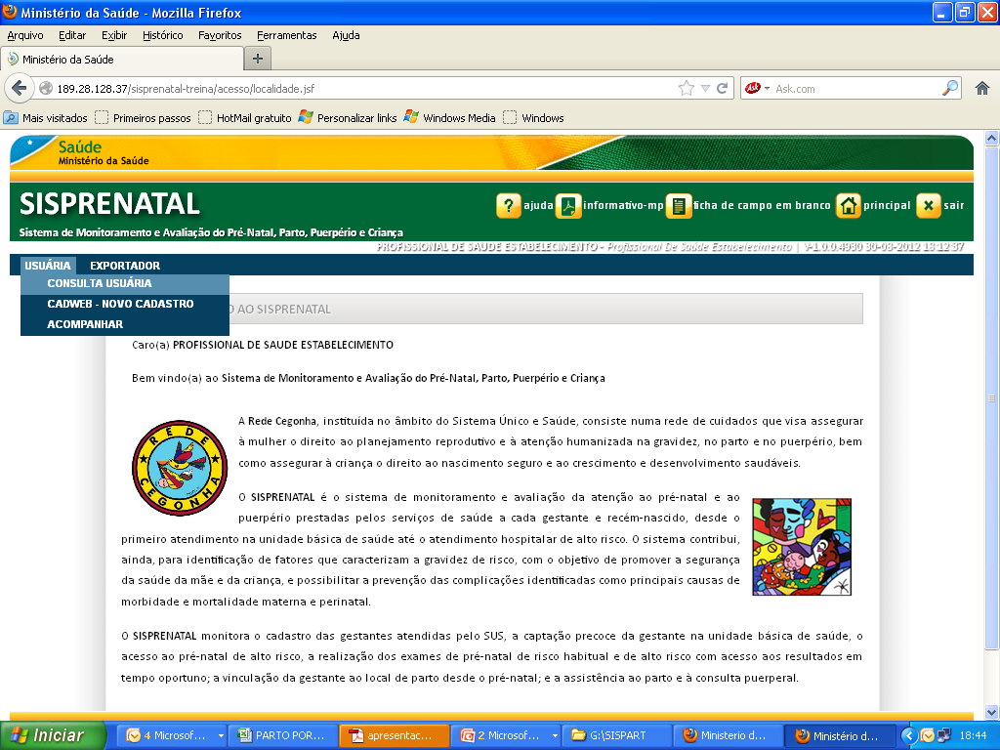 Ministério da Saúde - Mozilla Firefox
Arquivo Editar Exibir Histórico Favoritos Ferramentas Ajuda
Ministério da Saúde
189.28.128.37/sisprenatal-treina/acesso/localidade.jsf
Ask Ask.com
Mais visitados Primeiros passos HotMail gratuito Personalizar links Windows Media Windows
Saúde
Ministério da Saúde
SISPRENATAL
? ajuda informativo-mp ficha de campo em branco principal sair
Sistema de Monitoramento e Avaliação do Pré-Natal, Parto, Puerpério e Criança
PROFISSIONAL DE SAUDE ESTABELECIMENTO - Profissional De Saúde Estabelecimento | V-1.0.0.4930 30-08-2012 18:12:37
USUÁRIA EXPORTADOR
CONSULTA USUÁRIA
CADWEB - NOVO CADASTRO
ACOMPANHAR
O AO SISPRENATAL
Caro(a) PROFISSIONAL DE SAUDE ESTABELECIMENTO
Bem vindo(a) ao Sistema de Monitoramento e Avaliação do Pré-Natal, Parto, Puerpério e Criança
REDE CEGONHA
A Rede Cegonha, instituída no âmbito do Sistema Único e Saúde, consiste numa rede de cuidados que visa assegurar
à mulher o direito ao planejamento reprodutivo e à atenção humanizada na gravidez, no parto e no puerpério, bem
como assegurar à criança o direito ao nascimento seguro e ao crescimento e desenvolvimento saudáveis.
O SISPRENATAL é o sistema de monitoramento e avaliação da atenção ao pré-natal e ao
puerpério prestadas pelos serviços de saúde a cada gestante e recém-nascido, desde o
primeiro atendimento na unidade básica de saúde até o atendimento hospitalar de alto risco. O sistema contribui,
ainda, para identificação de fatores que caracterizam a gravidez de risco, com o objetivo de promover a segurança
da saúde da mãe e da criança, e possibilitar a prevenção das complicações identificadas como principais causas de
morbidade e mortalidade materna e perinatal.
O SISPRENATAL monitora o cadastro das gestantes atendidas pelo SUS, a captação precoce da gestante na unidade básica de saúde, o
acesso ao pré-natal de alto risco, a realização dos exames de pré-natal de risco habitual e de alto risco com acesso aos resultados em
tempo oportuno; a vinculação da gestante ao local de parto desde o pré-natal; e a assistência ao parto e à consulta puerperal.
Iniciar 4 Microsof... PARTO POR... apresentac... 2 Microsof... G:\SISPART Ministerio d... Ministério d... 18:44